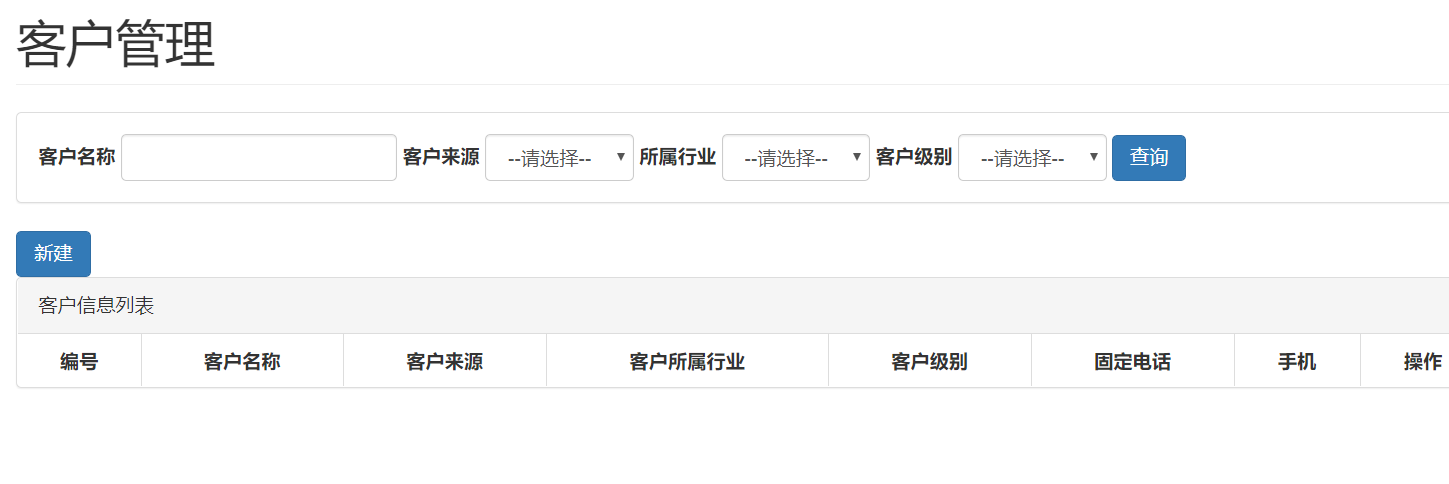 客户管理
客户名称 客户来源 --请选择-- 所属行业 --请选择-- 客户级别 --请选择-- 查询
新建
客户信息列表
编号 客户名称 客户来源 客户所属行业 客户级别 固定电话 手机 操作